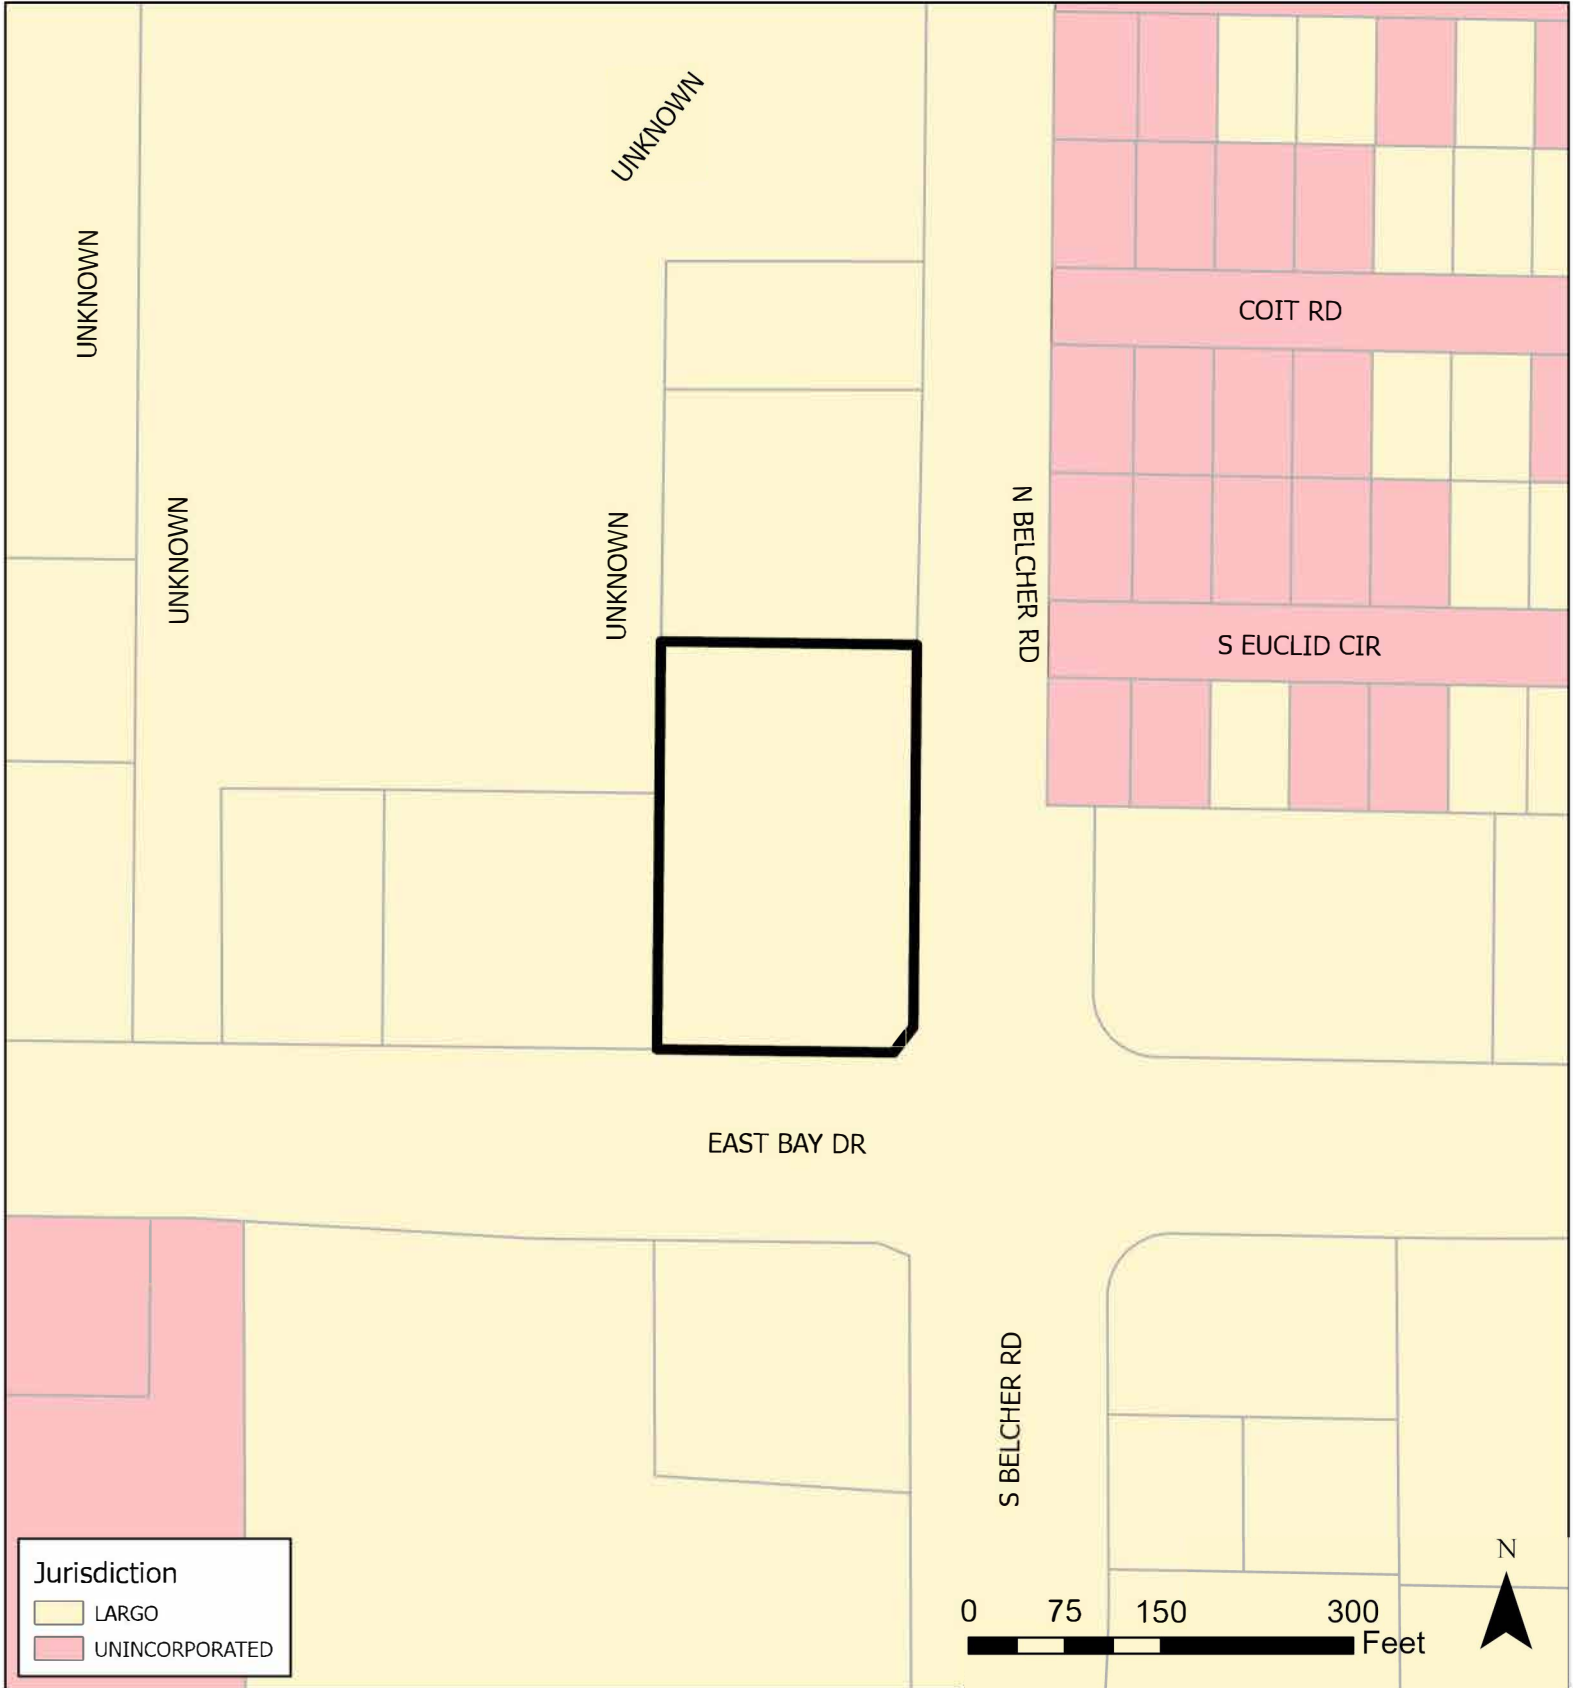 UNKNOWN
UNKNOWN
COIT RD
UNKNOWN
UNKNOWN
N BELCHER RD
S EUCLID CIR
EAST BAY DR
S BELCHER RD
Jurisdiction
LARGO
UNINCORPORATED
N
0 75 150 300
Feet